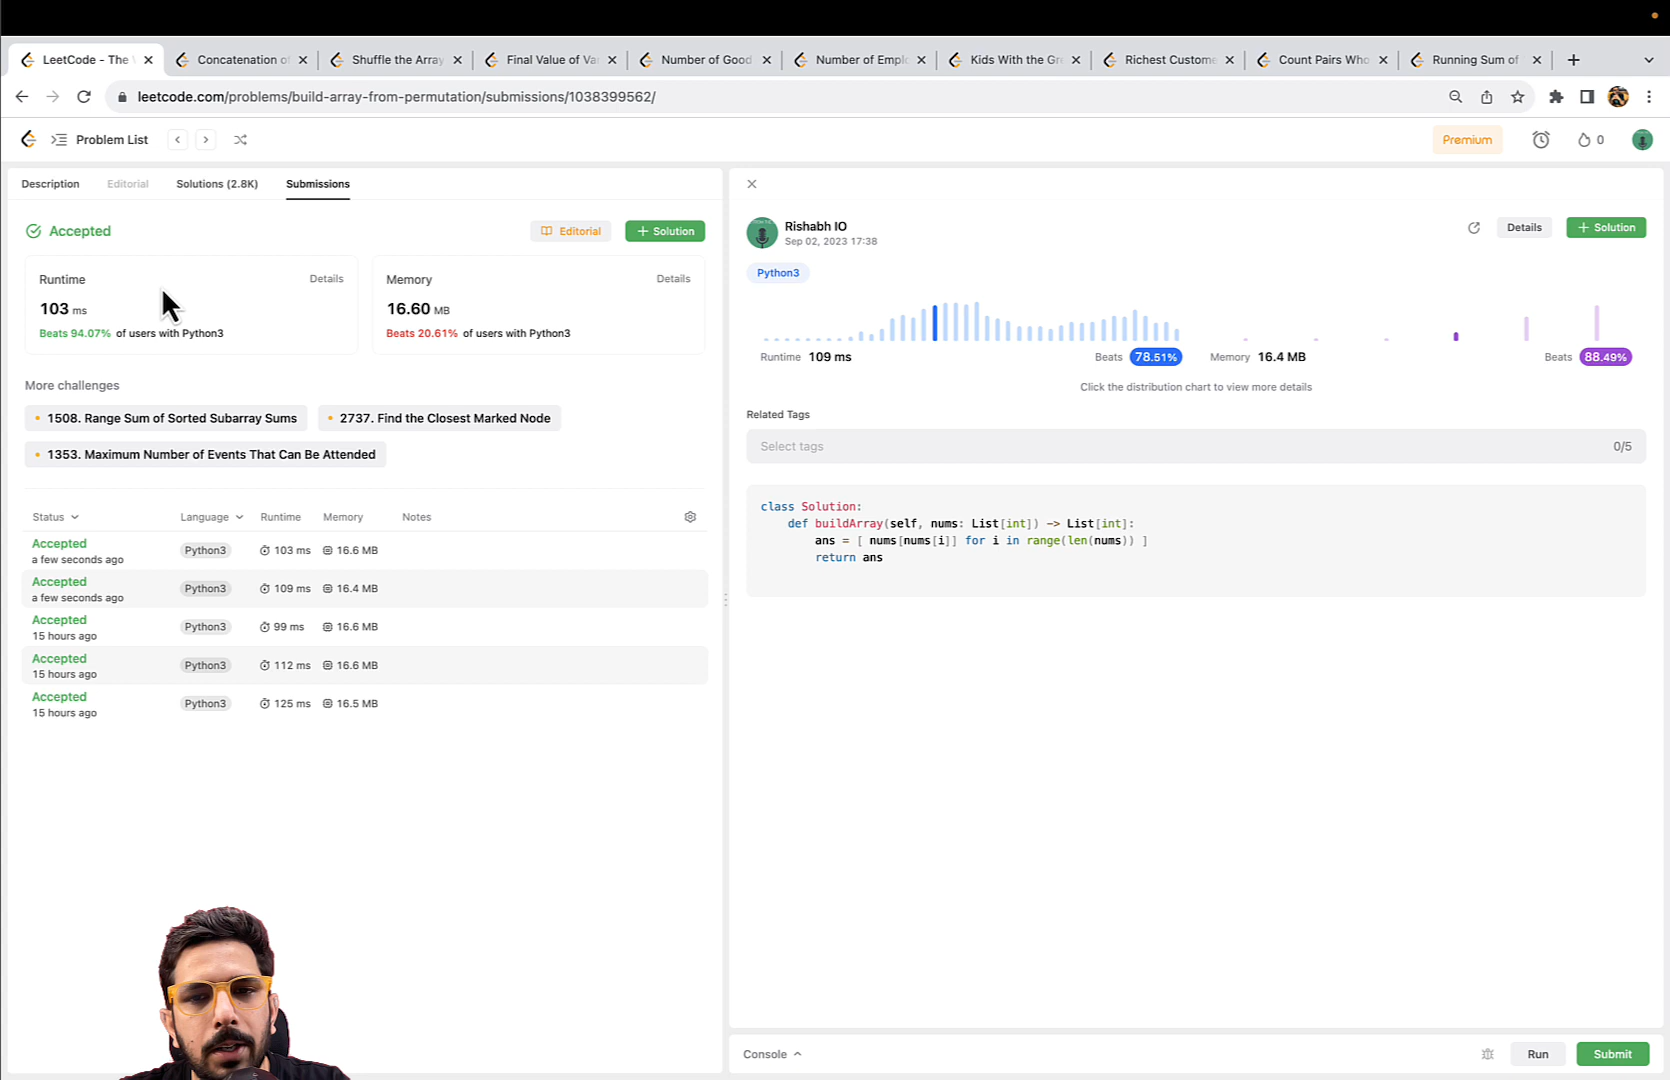 LeetCode - The
Concatenation of
Shuffle the Array
Final Value of Var
Number of Good
Number of Emplo
Kids With the Gre
Richest Custome
Count Pairs Who
Running Sum of
leetcode.com/problems/build-array-from-permutation/submissions/1038399562/
Problem List
Premium
0
Description
Editorial
Solutions (2.8K)
Submissions
Accepted
Editorial
+ Solution
Runtime
Details
103 ms
Beats 94.07% of users with Python3
Memory
Details
16.60 MB
Beats 20.61% of users with Python3
More challenges
1508. Range Sum of Sorted Subarray Sums
2737. Find the Closest Marked Node
1353. Maximum Number of Events That Can Be Attended
Status Language Runtime Memory Notes
Accepted
a few seconds ago
Python3 103 ms 16.6 MB
Accepted
a few seconds ago
Python3 109 ms 16.4 MB
Accepted
15 hours ago
Python3 99 ms 16.6 MB
Accepted
15 hours ago
Python3 112 ms 16.6 MB
Accepted
15 hours ago
Python3 125 ms 16.5 MB
Rishabh IO
Sep 02, 2023 17:38
Details
+ Solution
Python3
Runtime 109 ms Beats 78.51% Memory 16.4 MB Beats 88.49%
Click the distribution chart to view more details
Related Tags
Select tags 0/5
class Solution:
def buildArray(self, nums: List[int]) -> List[int]:
ans = [ nums[nums[i]] for i in range(len(nums)) ]
return ans
Console
Run
Submit